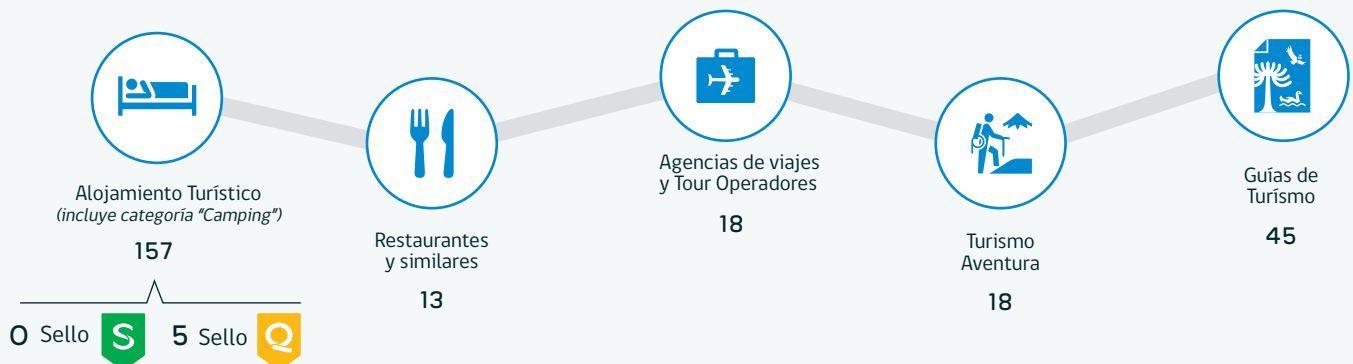 Alojamiento Turístico
(incluye categoría "Camping")
157
0 Sello S 5 Sello Q
Restaurantes
y similares
13
Agencias de viajes
y Tour Operadores
18
Turismo
Aventura
18
Guías de
Turísmo
45